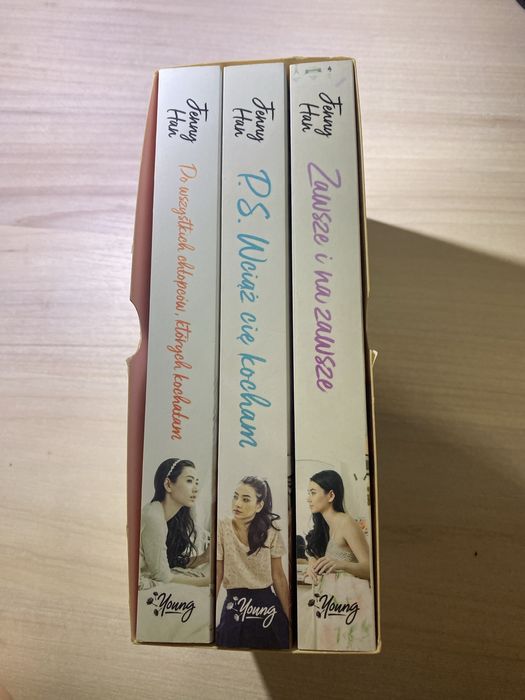 Jenny
Han
Do wszystkich chłopców, których kochałam
Young
Jenny
Han
P.S. Wciąż cię kocham
Young
Jenny
Han
Zawsze i na zawsze
Young